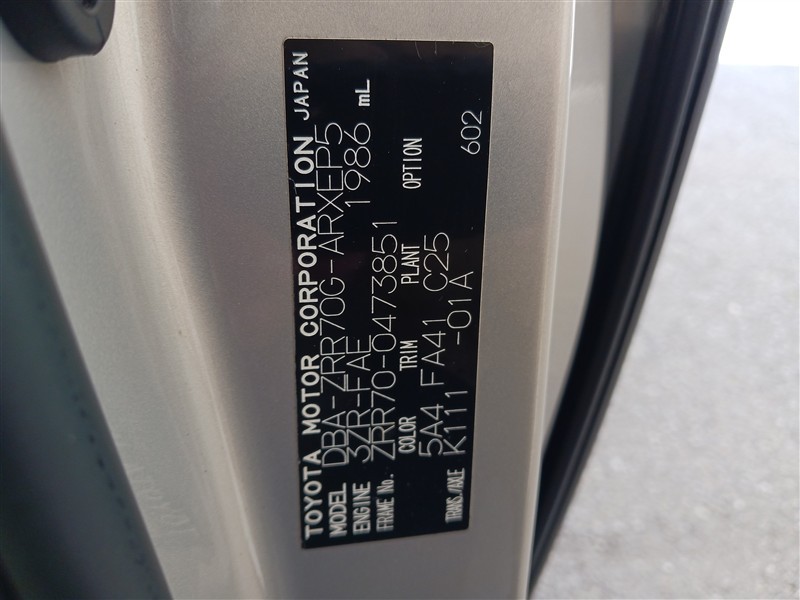 TOYOTA MOTOR CORPORATION JAPAN
MODEL DBA-ZRR70G-ARXEP5
ENGINE 3ZR-FAE 1986 mL
FRAME No. ZRR70-0473851
COLOR TRIM PLANT OPTION
5A4 FA41 C25 602
TRANS./AXLE K111 -01A